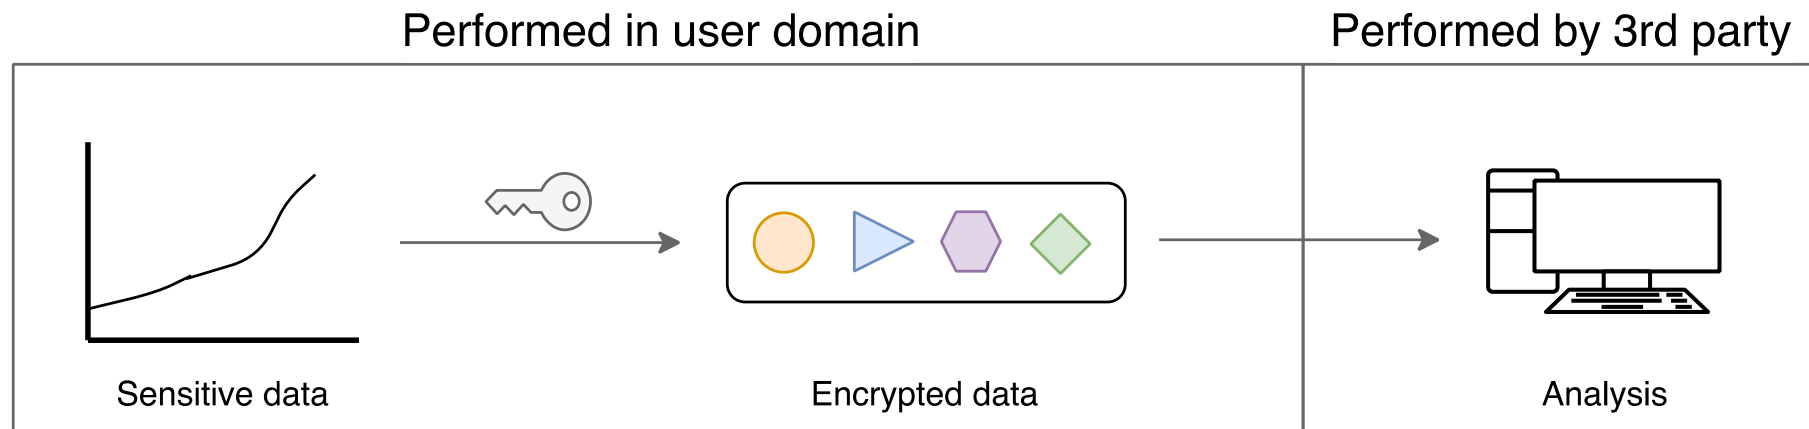 Performed in user domain
Performed by 3rd party
Sensitive data
Encrypted data
Analysis